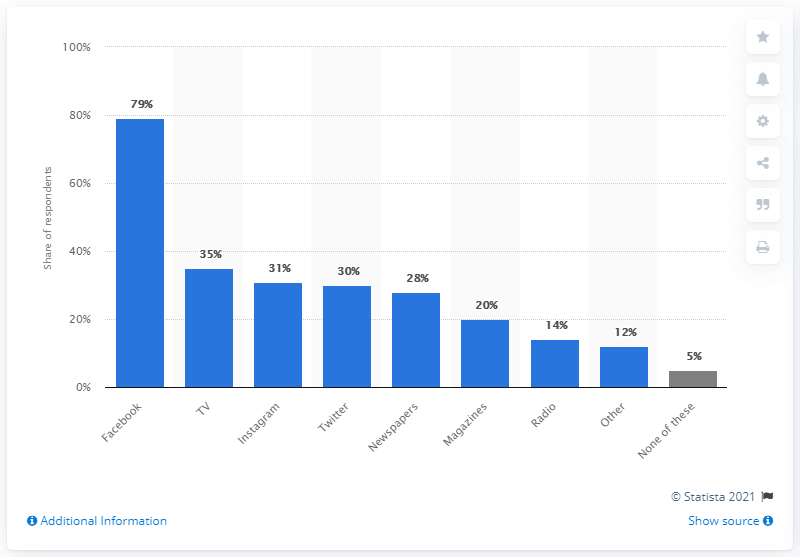 100%
80%
60%
40%
20%
0%
Share of respondents
79%
35%
31%
30%
28%
20%
14%
12%
5%
Facebook
TV
Instagram
Twitter
Newspapers
Magazines
Radio
Other
None of these
© Statista 2021
Additional Information
Show source